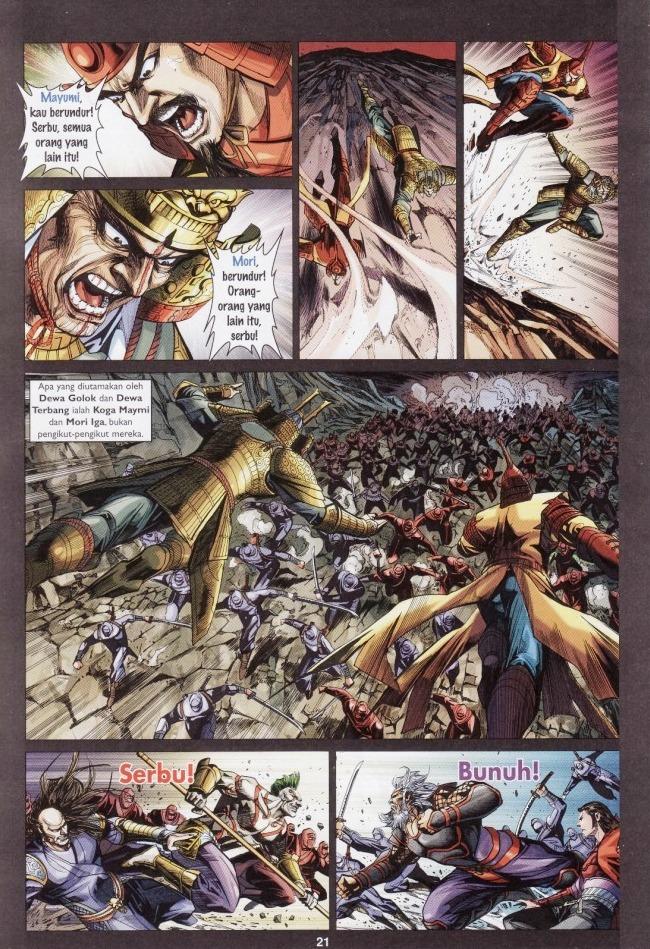 Mayumi,
kau berundur!
Serbu, semua
orang yang
lain itu!
Mori,
berundur!
Orang-
orang yang
lain itu,
serbu!
Apa yang diutamakan oleh
Dewa Golok dan Dewa
Terbang ialah Koga Maymi
dan Mori Iga, bukan
pengikut-pengikut mereka.
Serbu!
Bunuh!
21